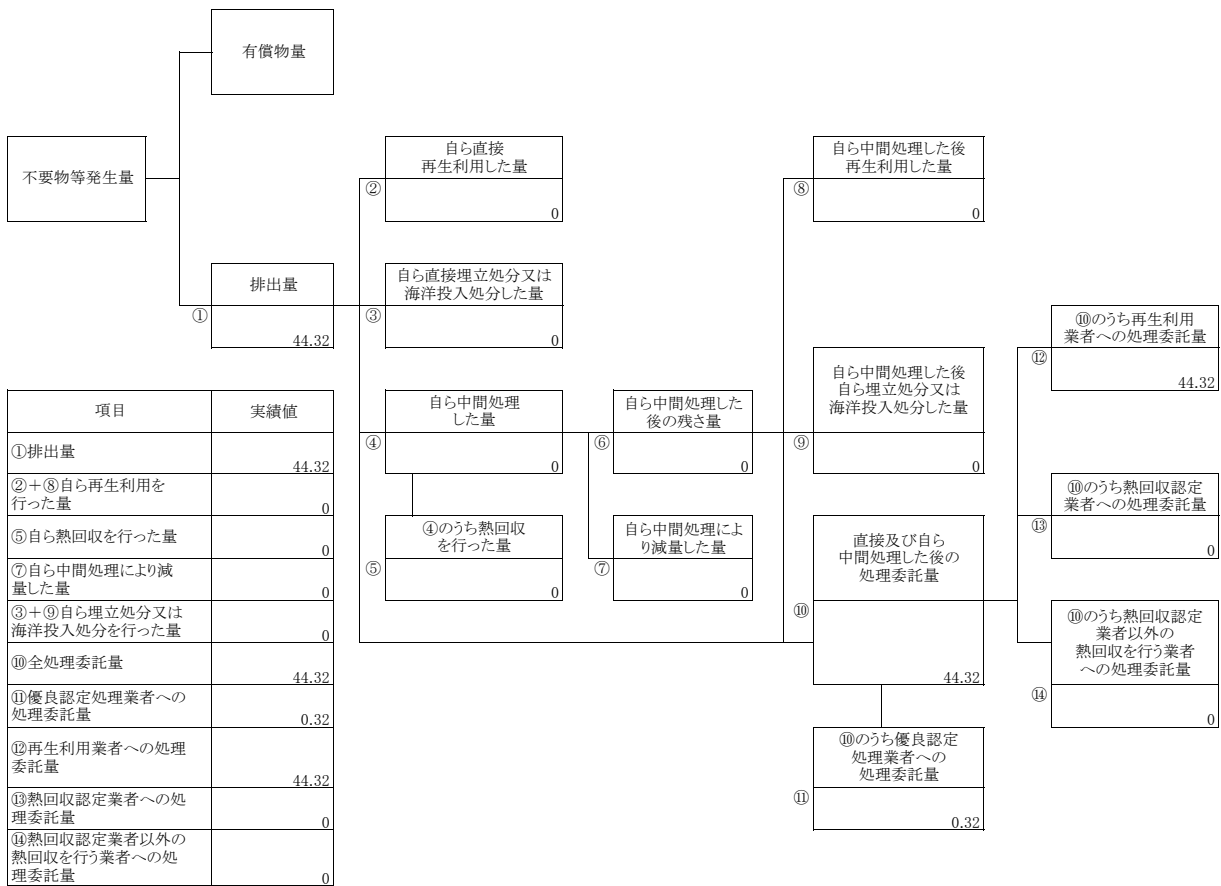 有償物量
不要物等発生量
自ら直接
再生利用した量
②
0
自ら中間処理した後
再生利用した量
⑧
0
排出量
①
44.32
自ら直接埋立処分又は
海洋投入処分した量
③
0
⑩のうち再生利用
業者への処理委託量
⑫
44.32
自ら中間処理
した量
④
0
自ら中間処理した
後の残さ量
⑥
0
自ら中間処理した後
自ら埋立処分又は
海洋投入処分した量
⑨
0
⑩のうち熱回収認定
業者への処理委託量
⑬
0
④のうち熱回収
を行った量
⑤
0
自ら中間処理によ
り減量した量
⑦
0
直接及び自ら
中間処理した後の
処理委託量
⑩
44.32
⑩のうち熱回収認定
業者以外の
熱回収を行う業者
への処理委託量
⑭
0
⑩のうち優良認定
処理業者への
処理委託量
⑪
0.32
項目
実績値
①排出量
44.32
②+⑧自ら再生利用を
行った量
0
⑤自ら熱回収を行った量
0
⑦自ら中間処理により減
量した量
0
③+⑨自ら埋立処分又は
海洋投入処分を行った量
0
⑩全処理委託量
44.32
⑪優良認定処理業者への
処理委託量
0.32
⑫再生利用業者への処理
委託量
44.32
⑬熱回収認定業者への処
理委託量
0
⑭熱回収認定業者以外の
熱回収を行う業者への処
理委託量
0